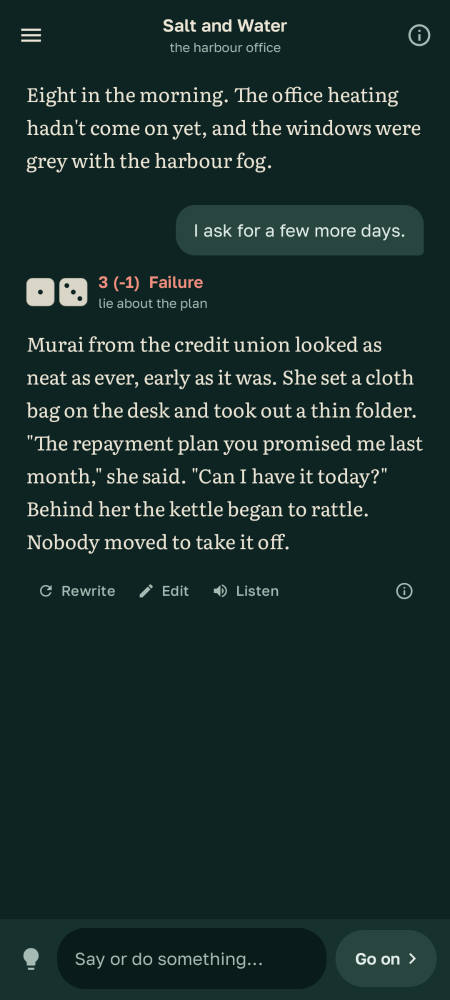 Salt and Water
the harbour office
Eight in the morning. The office heating
hadn't come on yet, and the windows were
grey with the harbour fog.
I ask for a few more days.
3 (-1) Failure
lie about the plan
Murai from the credit union looked as
neat as ever, early as it was. She set a cloth
bag on the desk and took out a thin folder.
"The repayment plan you promised me last
month," she said. "Can I have it today?"
Behind her the kettle began to rattle.
Nobody moved to take it off.
Rewrite Edit Listen
Say or do something... Go on